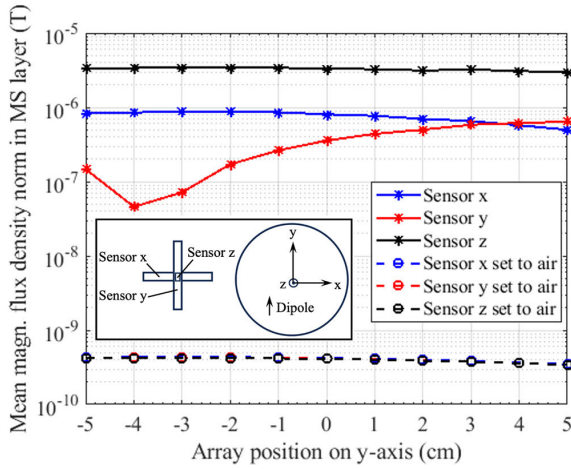 Mean magn. flux density norm in MS layer (T)
10^-5
10^-6
10^-7
10^-8
10^-9
10^-10
Sensor x
Sensor y
Sensor z
Sensor x set to air
Sensor y set to air
Sensor z set to air
Sensor x
Sensor z
Sensor y
y
z
x
Dipole
-5 -4 -3 -2 -1 0 1 2 3 4 5
Array position on y-axis (cm)